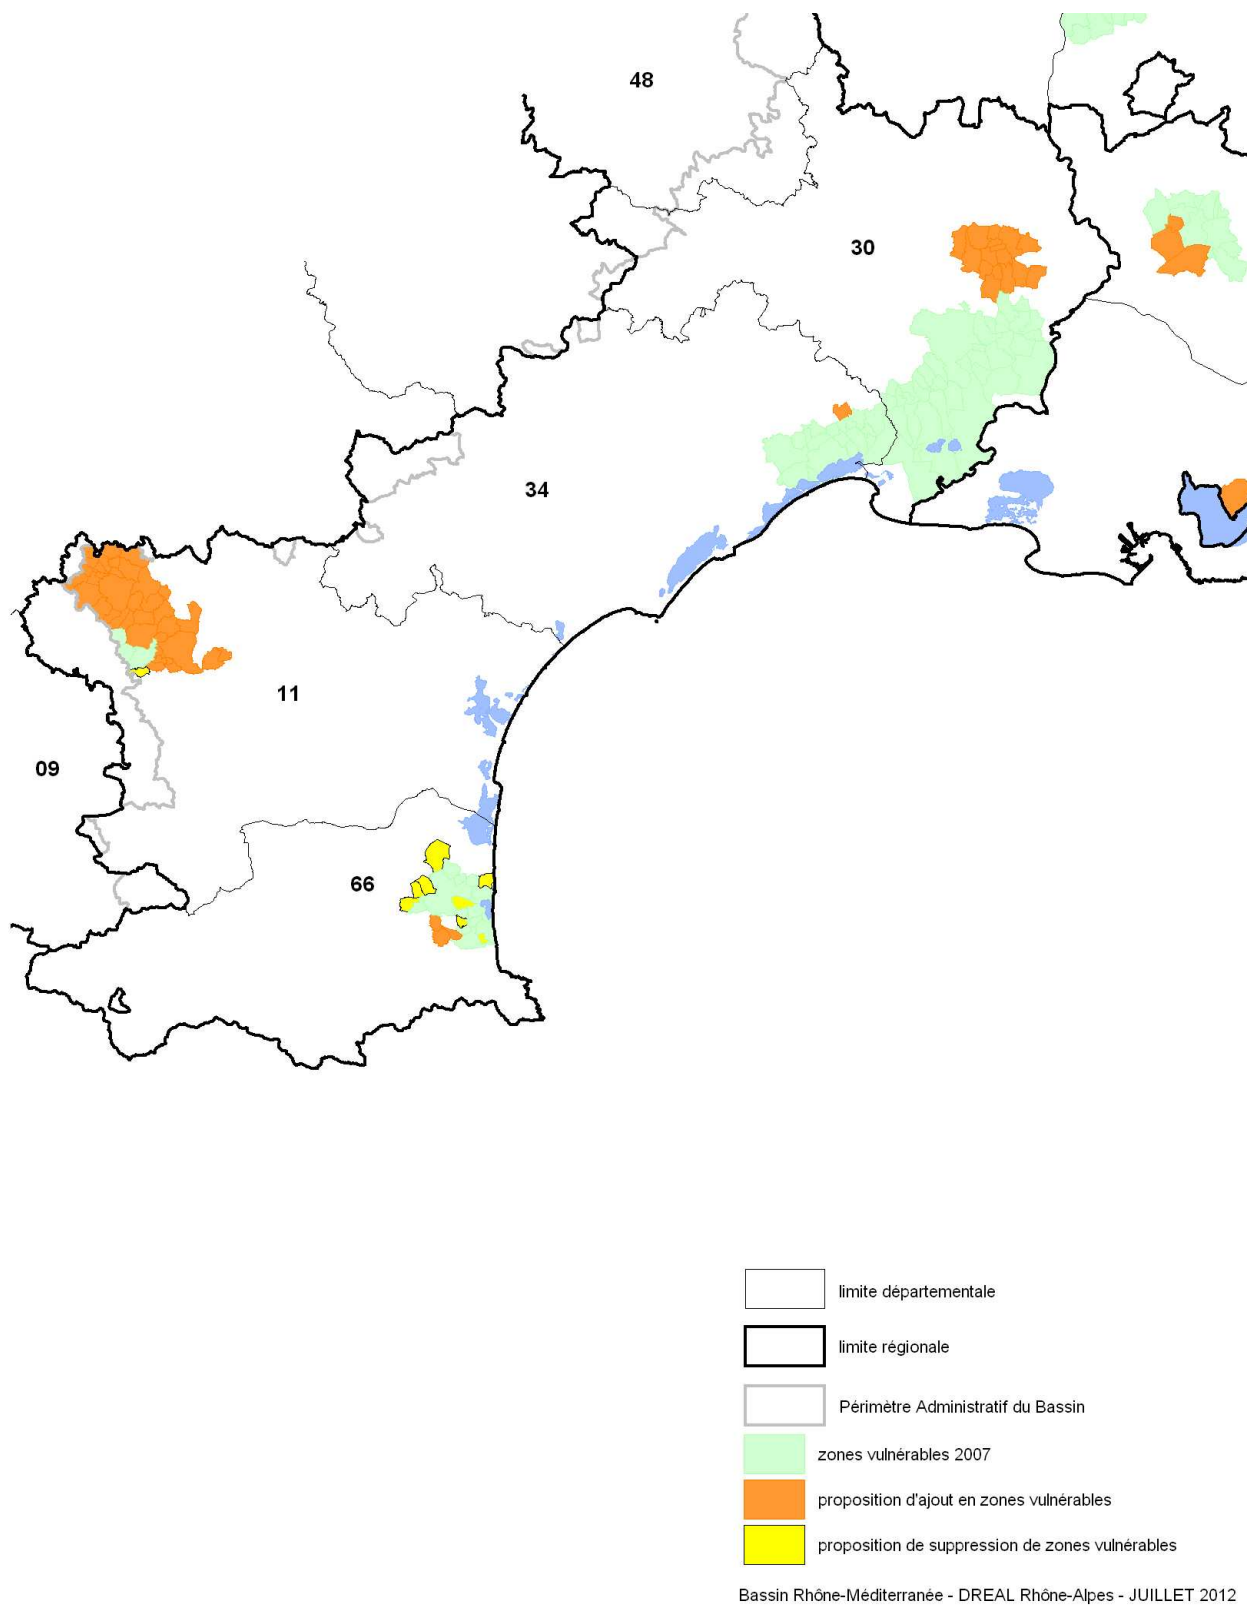 48
30
34
11
09
66
limite départementale
limite régionale
Périmètre Administratif du Bassin
zones vulnérables 2007
proposition d'ajout en zones vulnérables
proposition de suppression de zones vulnérables
Bassin Rhône-Méditerranée - DREAL Rhône-Alpes - JUILLET 2012